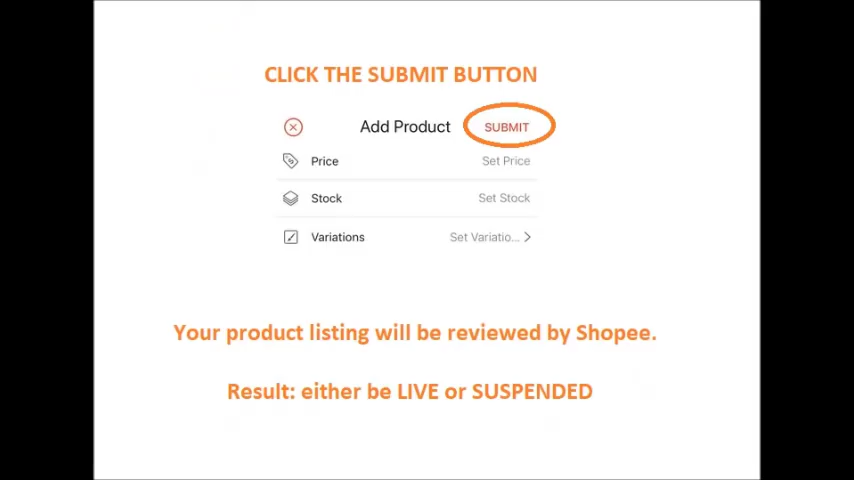 CLICK THE SUBMIT BUTTON
Add Product SUBMIT
Price Set Price
Stock Set Stock
Variations Set Variatio...
Your product listing will be reviewed by Shopee.
Result: either be LIVE or SUSPENDED